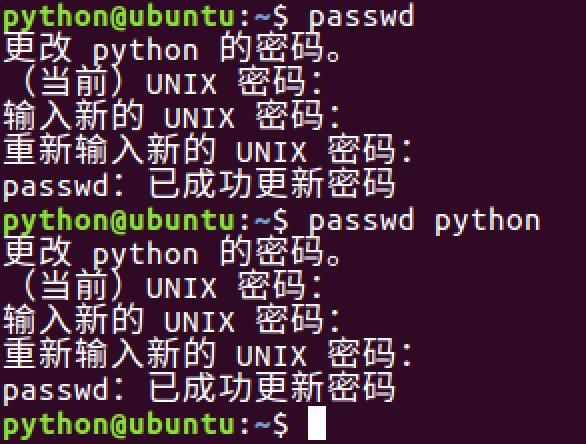 python@ubuntu:~$ passwd
更改 python 的密码。
（当前）UNIX 密码：
输入新的 UNIX 密码：
重新输入新的 UNIX 密码：
passwd：已成功更新密码
python@ubuntu:~$ passwd python
更改 python 的密码。
（当前）UNIX 密码：
输入新的 UNIX 密码：
重新输入新的 UNIX 密码：
passwd：已成功更新密码
python@ubuntu:~$